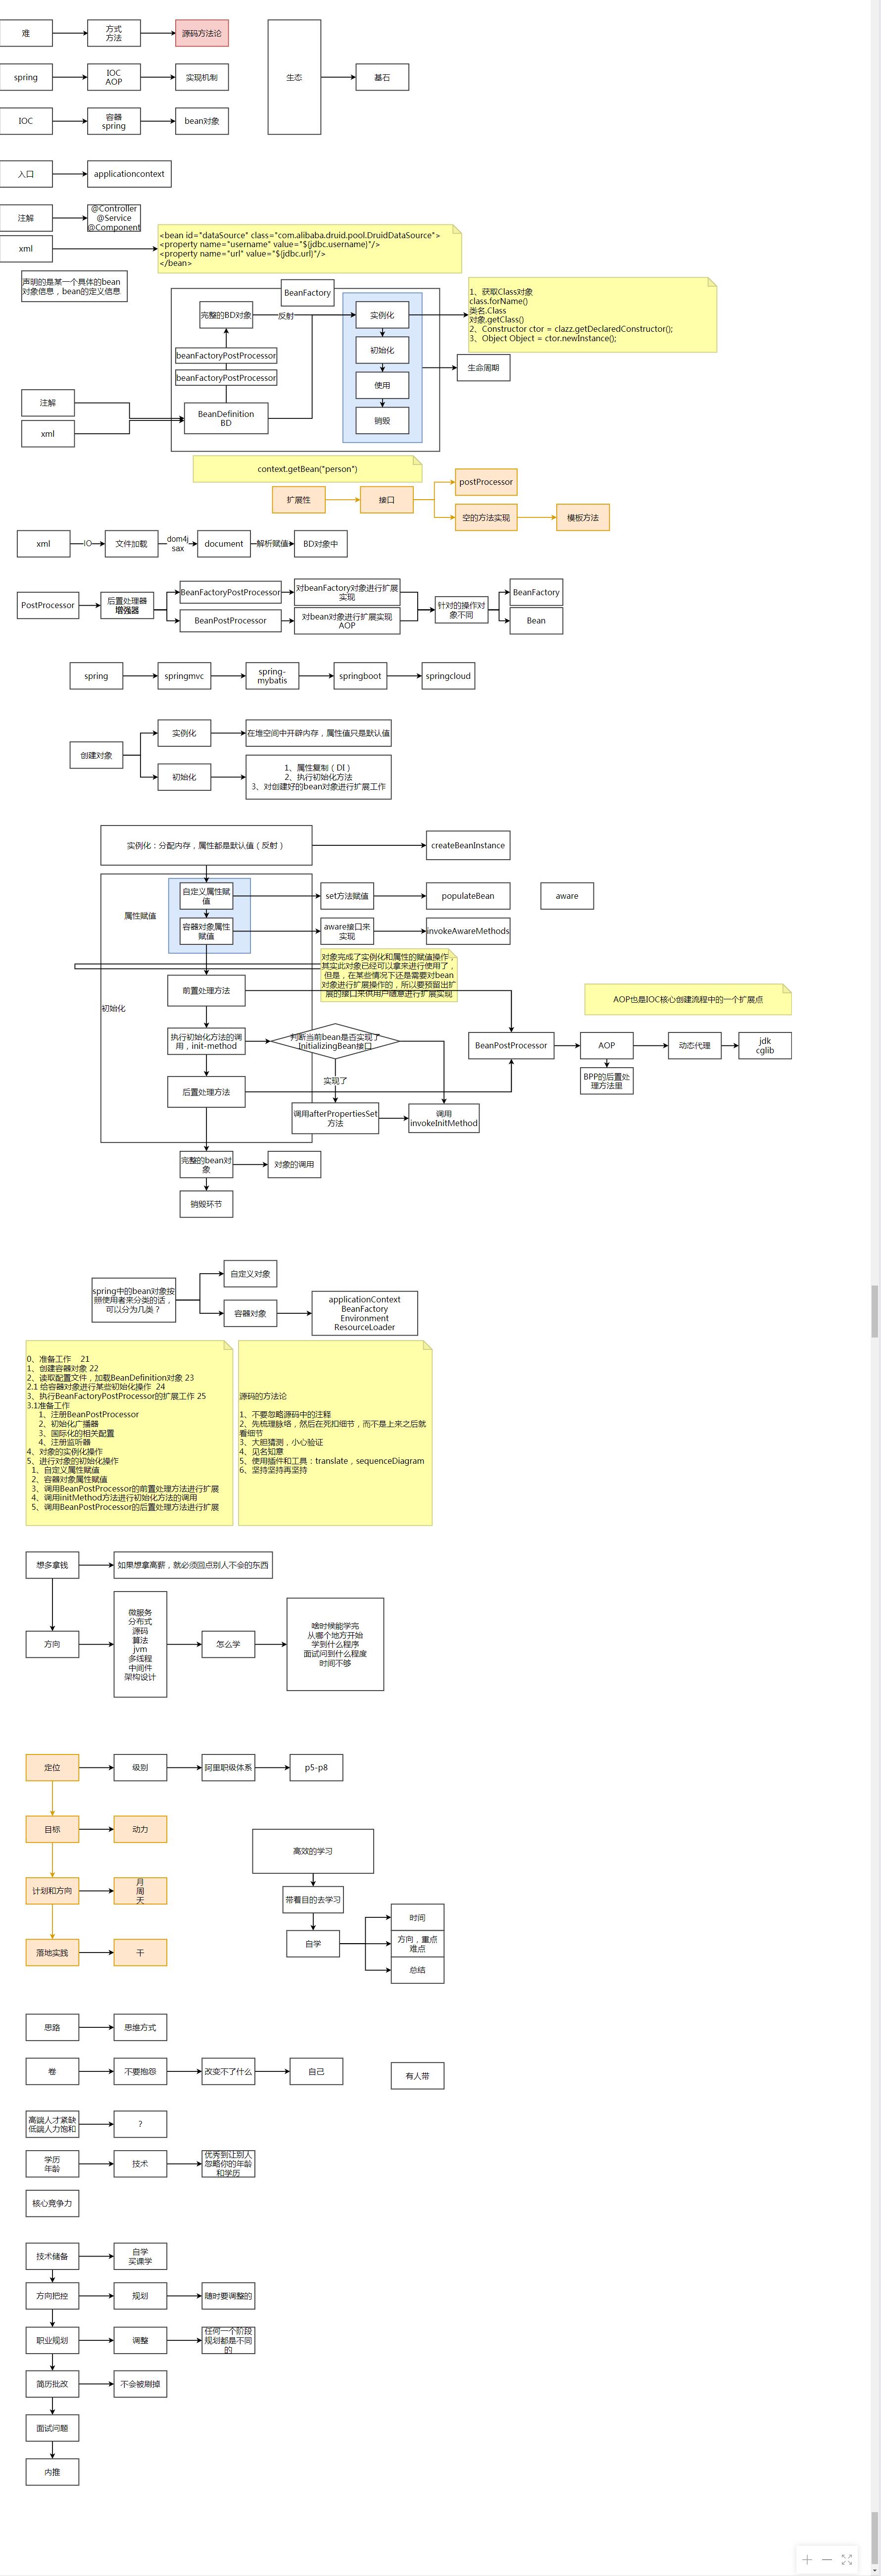 难
方式
方法
源码方法论
生态
基石
spring
IOC
AOP
实现机制
IOC
容器
spring
bean对象
入口
applicationcontext
注解
@Controller
@Service
@Component
xml
<bean id="dataSource" class="com.alibaba.druid.pool.DruidDataSource">
<property name="username" value="${jdbc.username}"/>
<property name="url" value="${jdbc.url}"/>
</bean>
声明的是某一个具体的bean
对象信息，bean的定义信息
BeanFactory
完整的BD对象
反射
实例化
初始化
使用
销毁
1、获取Class对象
class.forName()
类名.Class
对象.getClass()
2、Constructor ctor = clazz.getDeclaredConstructor();
3、Object Object = ctor.newInstance();
beanFactoryPostProcessor
beanFactoryPostProcessor
生命周期
注解
xml
BeanDefinition
BD
context.getBean("person")
扩展性
接口
postProcessor
空的方法实现
模板方法
xml
IO
文件加载
dom4j
sax
document
解析赋值
BD对象中
PostProcessor
后置处理器
增强器
BeanFactoryPostProcessor
BeanPostProcessor
对beanFactory对象进行扩展
实现
对bean对象进行扩展实现
AOP
针对的操作对
象不同
BeanFactory
Bean
spring
springmvc
spring-
mybatis
springboot
springcloud
创建对象
实例化
在堆空间中开辟内存，属性值只是默认值
初始化
1、属性复制（DI）
2、执行初始化方法
3、对创建好的bean对象进行扩展工作
实例化：分配内存，属性都是默认值（反射）
createBeanInstance
属性赋值
自定义属性赋
值
set方法赋值
populateBean
aware
容器对象属性
赋值
aware接口来
实现
invokeAwareMethods
对象完成了实例化和属性的赋值操作，
其实此对象已经可以拿来进行使用了，
但是，在某些情况下还是需要对bean
对象进行扩展操作的，所以要预留出扩
展的接口来供用户随意进行扩展实现
初始化
前置处理方法
AOP也是IOC核心创建流程中的一个扩展点
执行初始化方法的调
用，init-method
判断当前bean是否实现了
InitializingBean接口
BeanPostProcessor
AOP
动态代理
jdk
cglib
BPP的后置处
理方法里
后置处理方法
实现了
调用afterPropertiesSet
方法
调用
invokeInitMethod
完整的bean对
象
对象的调用
销毁环节
spring中的bean对象按
照使用者来分类的话，
可以分为几类？
自定义对象
容器对象
applicationContext
BeanFactory
Environment
ResourceLoader
0、准备工作 21
1、创建容器对象 22
2、读取配置文件，加载BeanDefinition对象 23
2.1 给容器对象进行某些初始化操作 24
3、执行BeanFactoryPostProcessor的扩展工作 25
3.1准备工作
1、注册BeanPostProcessor
2、初始化广播器
3、国际化的相关配置
4、注册监听器
4、对象的实例化操作
5、进行对象的初始化操作
1、自定义属性赋值
2、容器对象属性赋值
3、调用BeanPostProcessor的前置处理方法进行扩展
4、调用initMethod方法进行初始化方法的调用
5、调用BeanPostProcessor的后置处理方法进行扩展
源码的方法论
1、不要忽略源码中的注释
2、先梳理脉络，然后在死扣细节，而不是上来之后就
看细节
3、大胆猜测，小心验证
4、见名知意
5、使用插件和工具：translate，sequenceDiagram
6、坚持坚持再坚持
想多拿钱
如果想拿高薪，就必须回点别人不会的东西
方向
微服务
分布式
源码
算法
jvm
多线程
中间件
架构设计
怎么学
啥时候能学完
从哪个地方开始
学到什么程序
面试问到什么程度
时间不够
定位
级别
阿里职级体系
p5-p8
目标
动力
计划和方向
月
周
天
落地实践
干
高效的学习
带着目的去学习
自学
时间
方向，重点
难点
总结
思路
思维方式
卷
不要抱怨
改变不了什么
自己
有人带
高端人才紧缺
低端人力饱和
？
学历
年龄
技术
优秀到让别人
忽略你的年龄
和学历
核心竞争力
技术储备
自学
买课学
方向把控
规划
随时要调整的
职业规划
调整
任何一个阶段
规划都是不同
的
简历批改
不会被刷掉
面试问题
内推